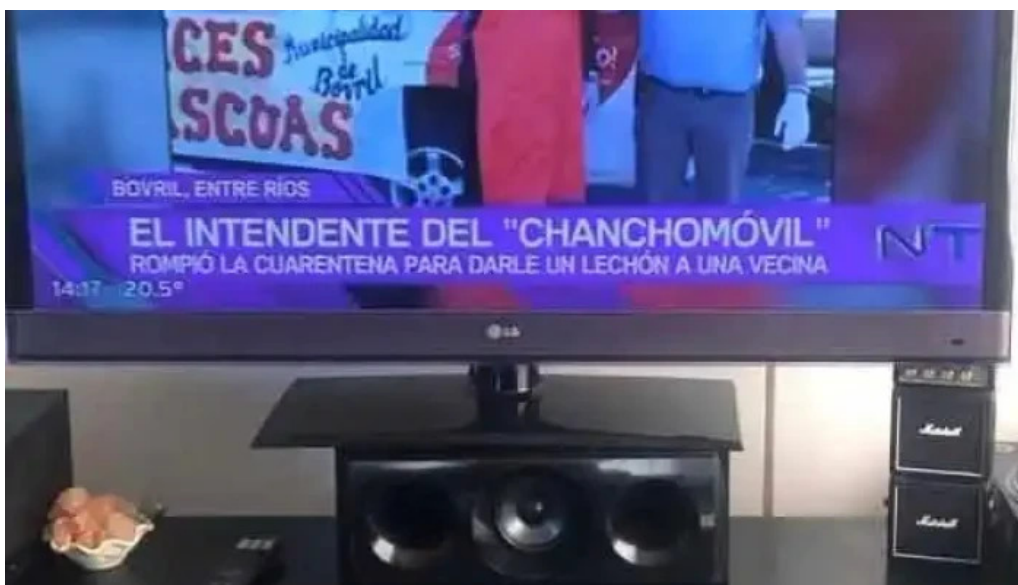 CES
Municipalidad
de
Bovril
SCUAS
O!
BOVRIL, ENTRE RÍOS
EL INTENDENTE DEL "CHANCHOMÓVIL"
ROMPIÓ LA CUARENTENA PARA DARLE UN LECHÓN A UNA VECINA
NT
14:17 20.5°
LG
Marshall
Marshall